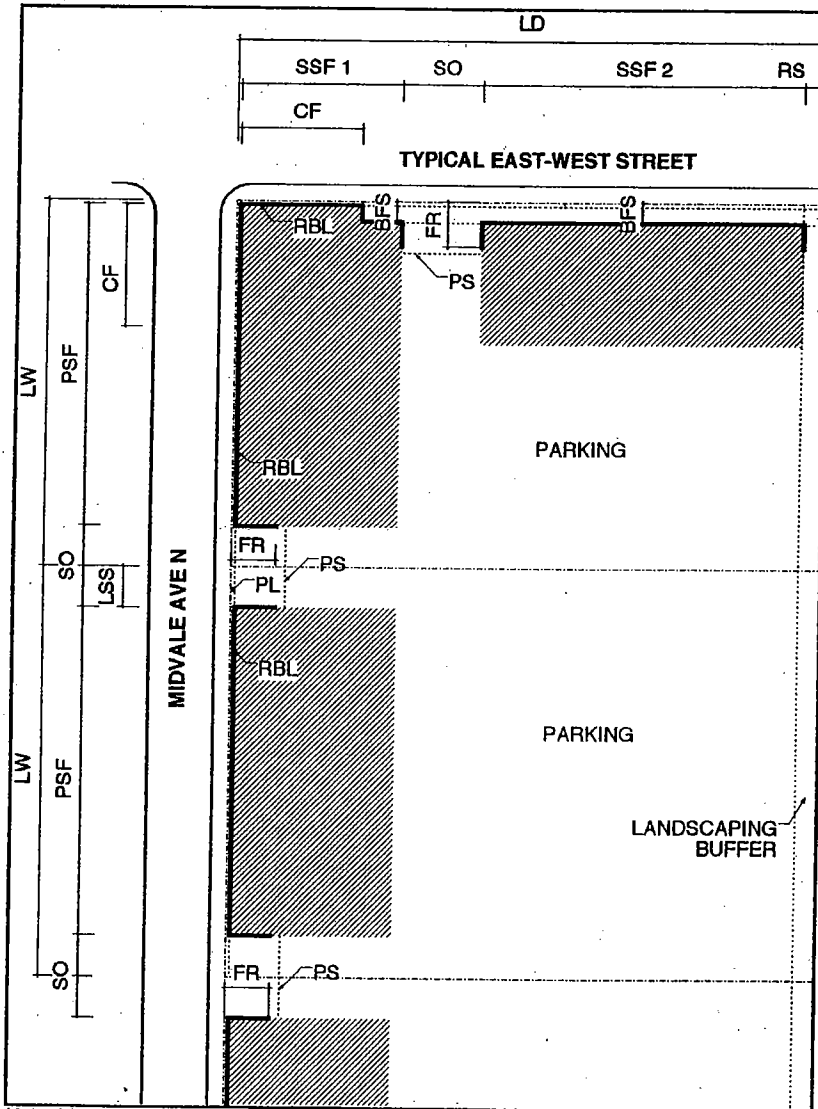 LD
SSF 1 SO SSF 2 RS
CF
TYPICAL EAST-WEST STREET
RBL BFS FR BFS
PS
CF
LW PSF
PARKING
RBL
FR PS
SO
LSS PL
MIDVALE AVE N
RBL
PARKING
LW PSF
LANDSCAPING
BUFFER
SO FR PS